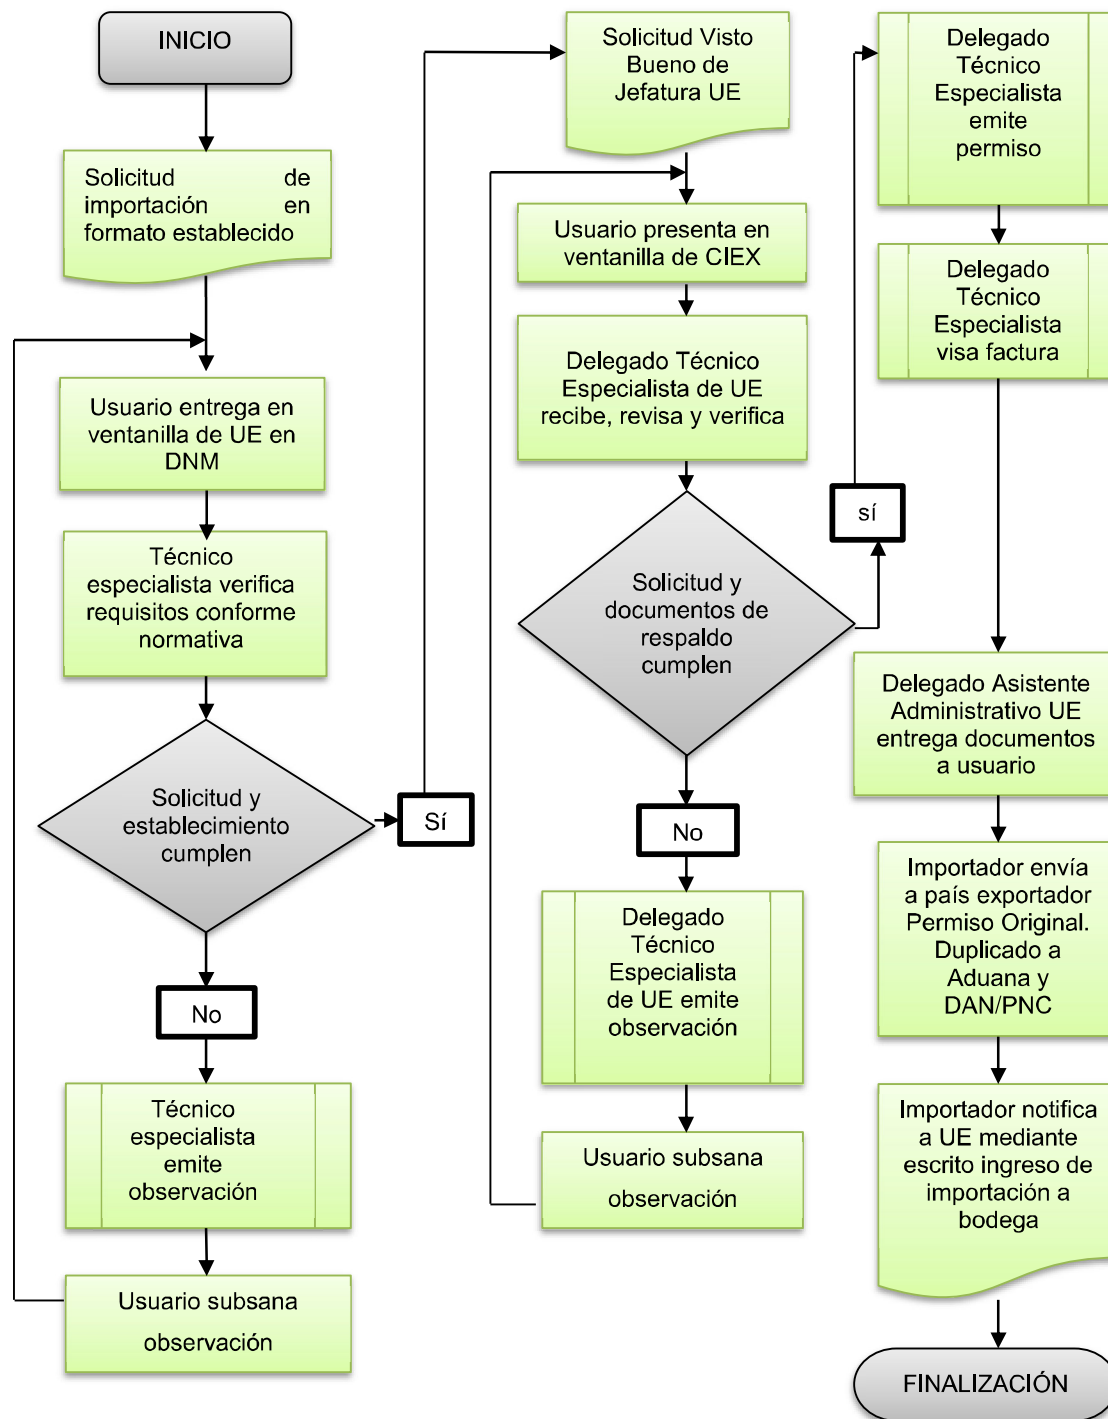 INICIO
Solicitud de
importación en
formato establecido
Usuario entrega en
ventanilla de UE en
DNM
Técnico
especialista verifica
requisitos conforme
normativa
Solicitud y
establecimiento
cumplen
Sí
No
Técnico
especialista
emite
observación
Usuario subsana
observación
Solicitud Visto
Bueno de
Jefatura UE
Usuario presenta en
ventanilla de CIEX
Delegado Técnico
Especialista de UE
recibe, revisa y verifica
Solicitud y
documentos de
respaldo
cumplen
sí
No
Delegado
Técnico
Especialista
de UE emite
observación
Usuario subsana
observación
Delegado
Técnico
Especialista
emite
permiso
Delegado
Técnico
Especialista
visa factura
Delegado Asistente
Administrativo UE
entrega documentos
a usuario
Importador envía
a país exportador
Permiso Original.
Duplicado a
Aduana y
DAN/PNC
Importador notifica
a UE mediante
escrito ingreso de
importación a
bodega
FINALIZACIÓN